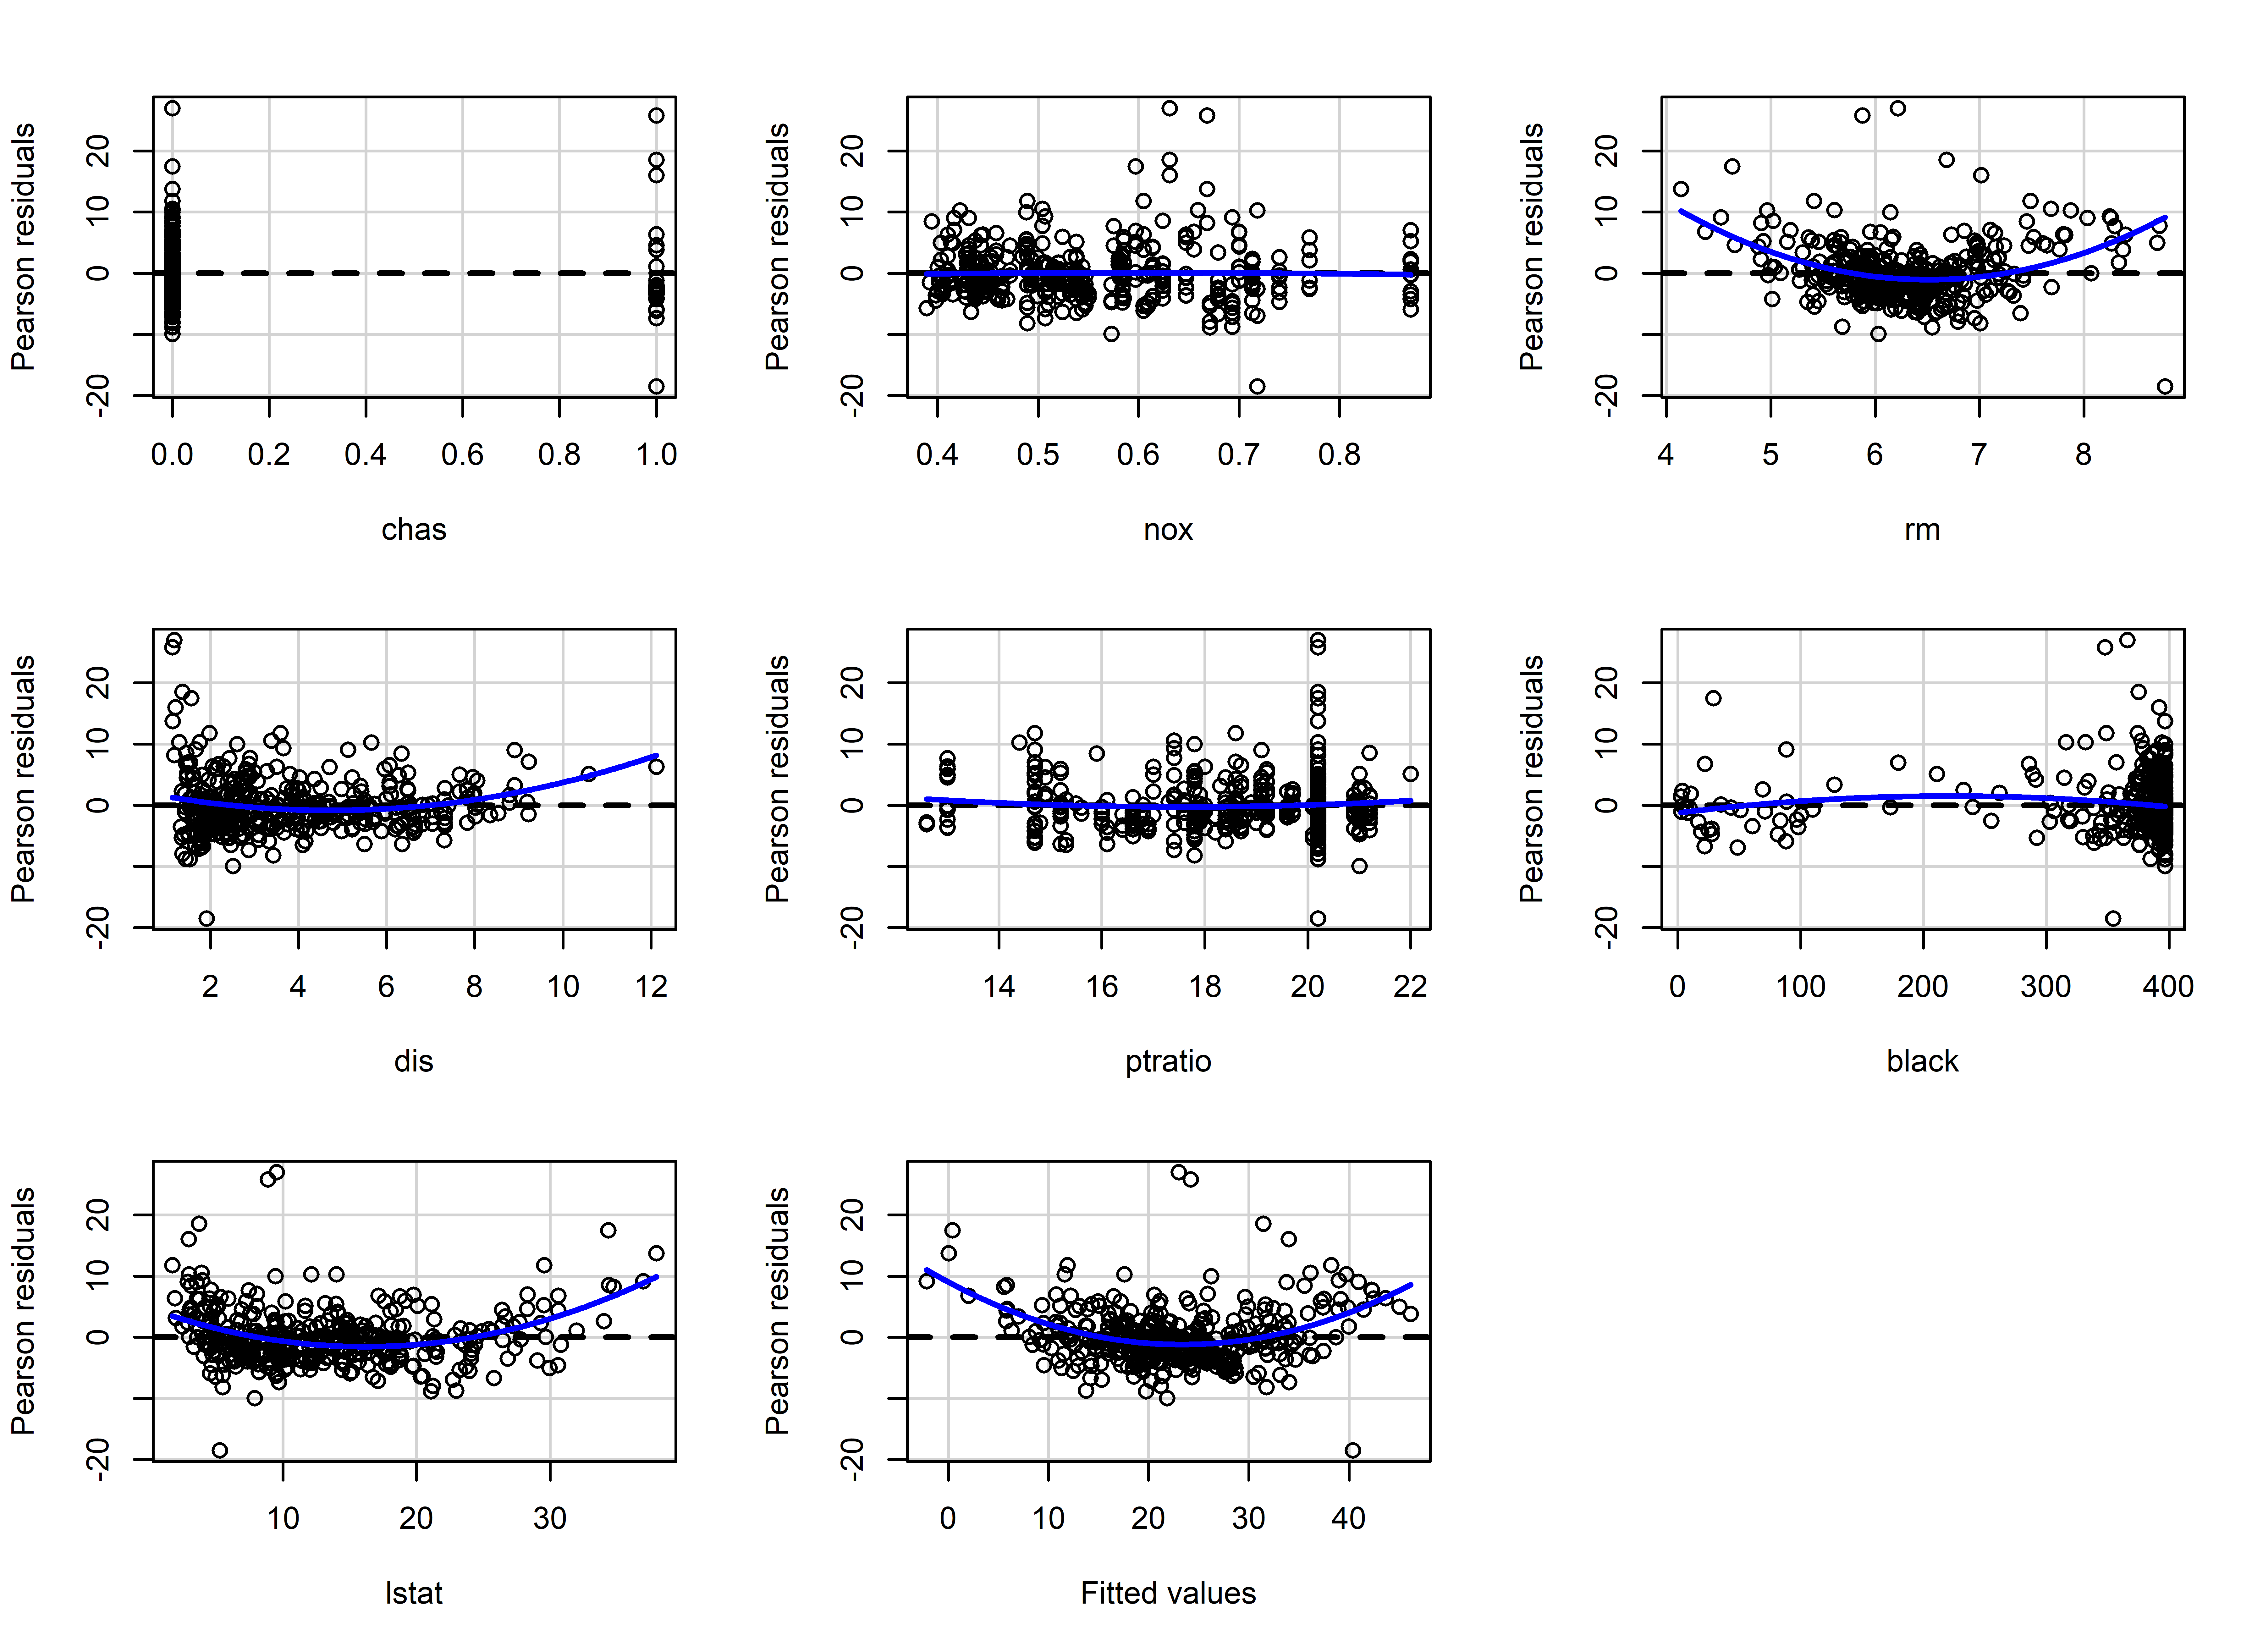 Pearson residuals
-20 0 10 20
0.0 0.2 0.4 0.6 0.8 1.0
chas
Pearson residuals
-20 0 10 20
0.4 0.5 0.6 0.7 0.8
nox
Pearson residuals
-20 0 10 20
4 5 6 7 8
rm
Pearson residuals
-20 0 10 20
2 4 6 8 10 12
dis
Pearson residuals
-20 0 10 20
14 16 18 20 22
ptratio
Pearson residuals
-20 0 10 20
0 100 200 300 400
black
Pearson residuals
-20 0 10 20
10 20 30
lstat
Pearson residuals
-20 0 10 20
0 10 20 30 40
Fitted values